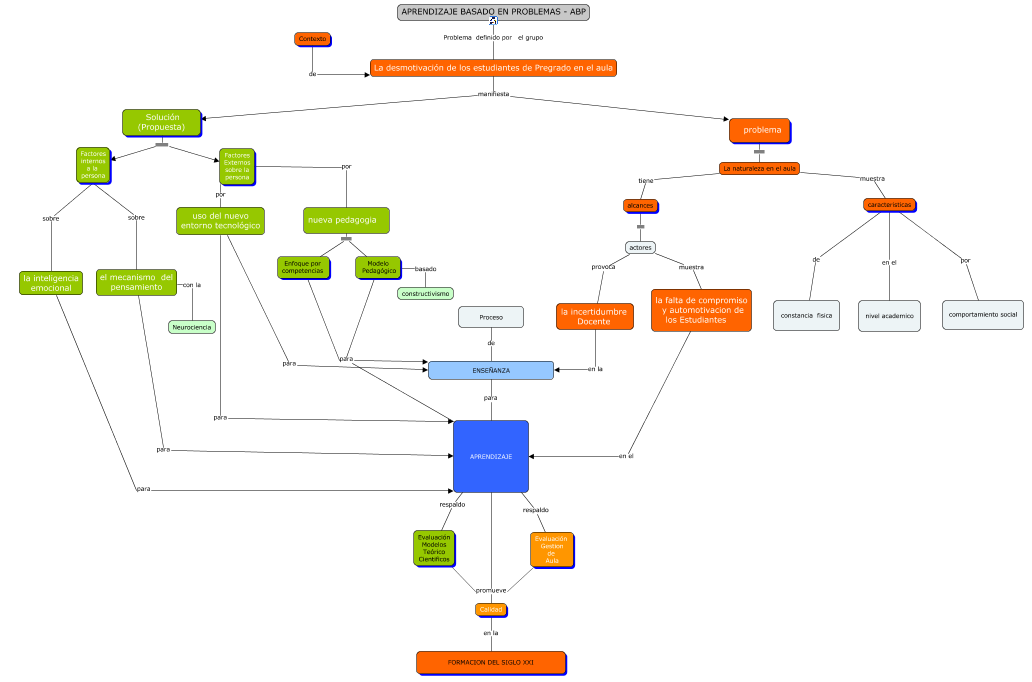 APRENDIZAJE BASADO EN PROBLEMAS - ABP
Problema definido por el grupo
Contexto
de
La desmotivación de los estudiantes de Pregrado en el aula
manifiesta
Solución
(Propuesta)
problema
Factores
internos
a la
persona
Factores
Externos
sobre la
persona
La naturaleza en el aula
por
tiene
muestra
por
alcances
caracteristicas
sobre
sobre
uso del nuevo
entorno tecnológico
nueva pedagogia
actores
Enfoque por
competencias
Modelo
Pedagógico
basado
constructivismo
provoca
muestra
de
en el
por
la inteligencia
emocional
el mecanismo del
pensamiento
con la
Neurociencia
Proceso
la incertidumbre
Docente
la falta de compromiso
y automotivacion de
los Estudiantes
constancia fisica
nivel academico
comportamiento social
de
para
para
ENSEÑANZA
en la
para
para
para
APRENDIZAJE
en el
para
respaldo
respaldo
Evaluación
Modelos
Teórico
Cientificos
Evaluación
Gestion
de
Aula
promueve
Calidad
en la
FORMACION DEL SIGLO XXI